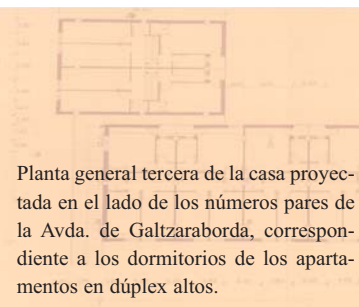 Planta general tercera de la casa proyec-
tada en el lado de los números pares de
la Avda. de Galtzaraborda, correspon-
diente a los dormitorios de los aparta-
mentos en dúplex altos.